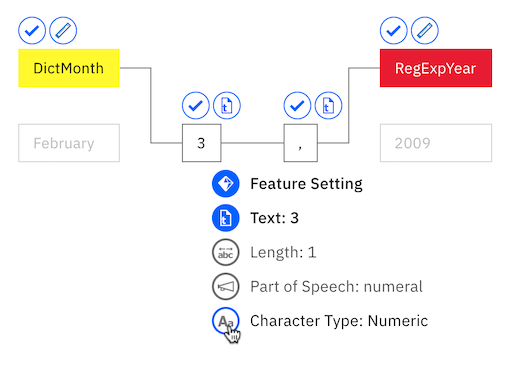 DictMonth
RegExpYear
t
t
February
3
,
2009
Feature Setting
t
Text: 3
abc
Length: 1
Part of Speech: numeral
Aa
Character Type: Numeric